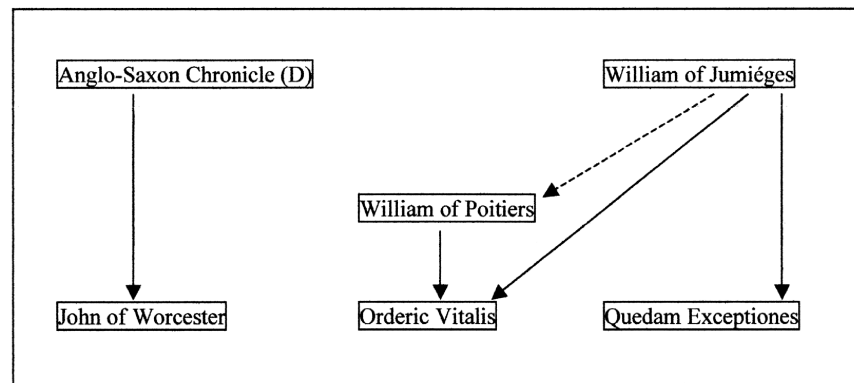 Anglo-Saxon Chronicle (D)
William of Jumiéges
William of Poitiers
John of Worcester
Orderic Vitalis
Quedam Exceptiones